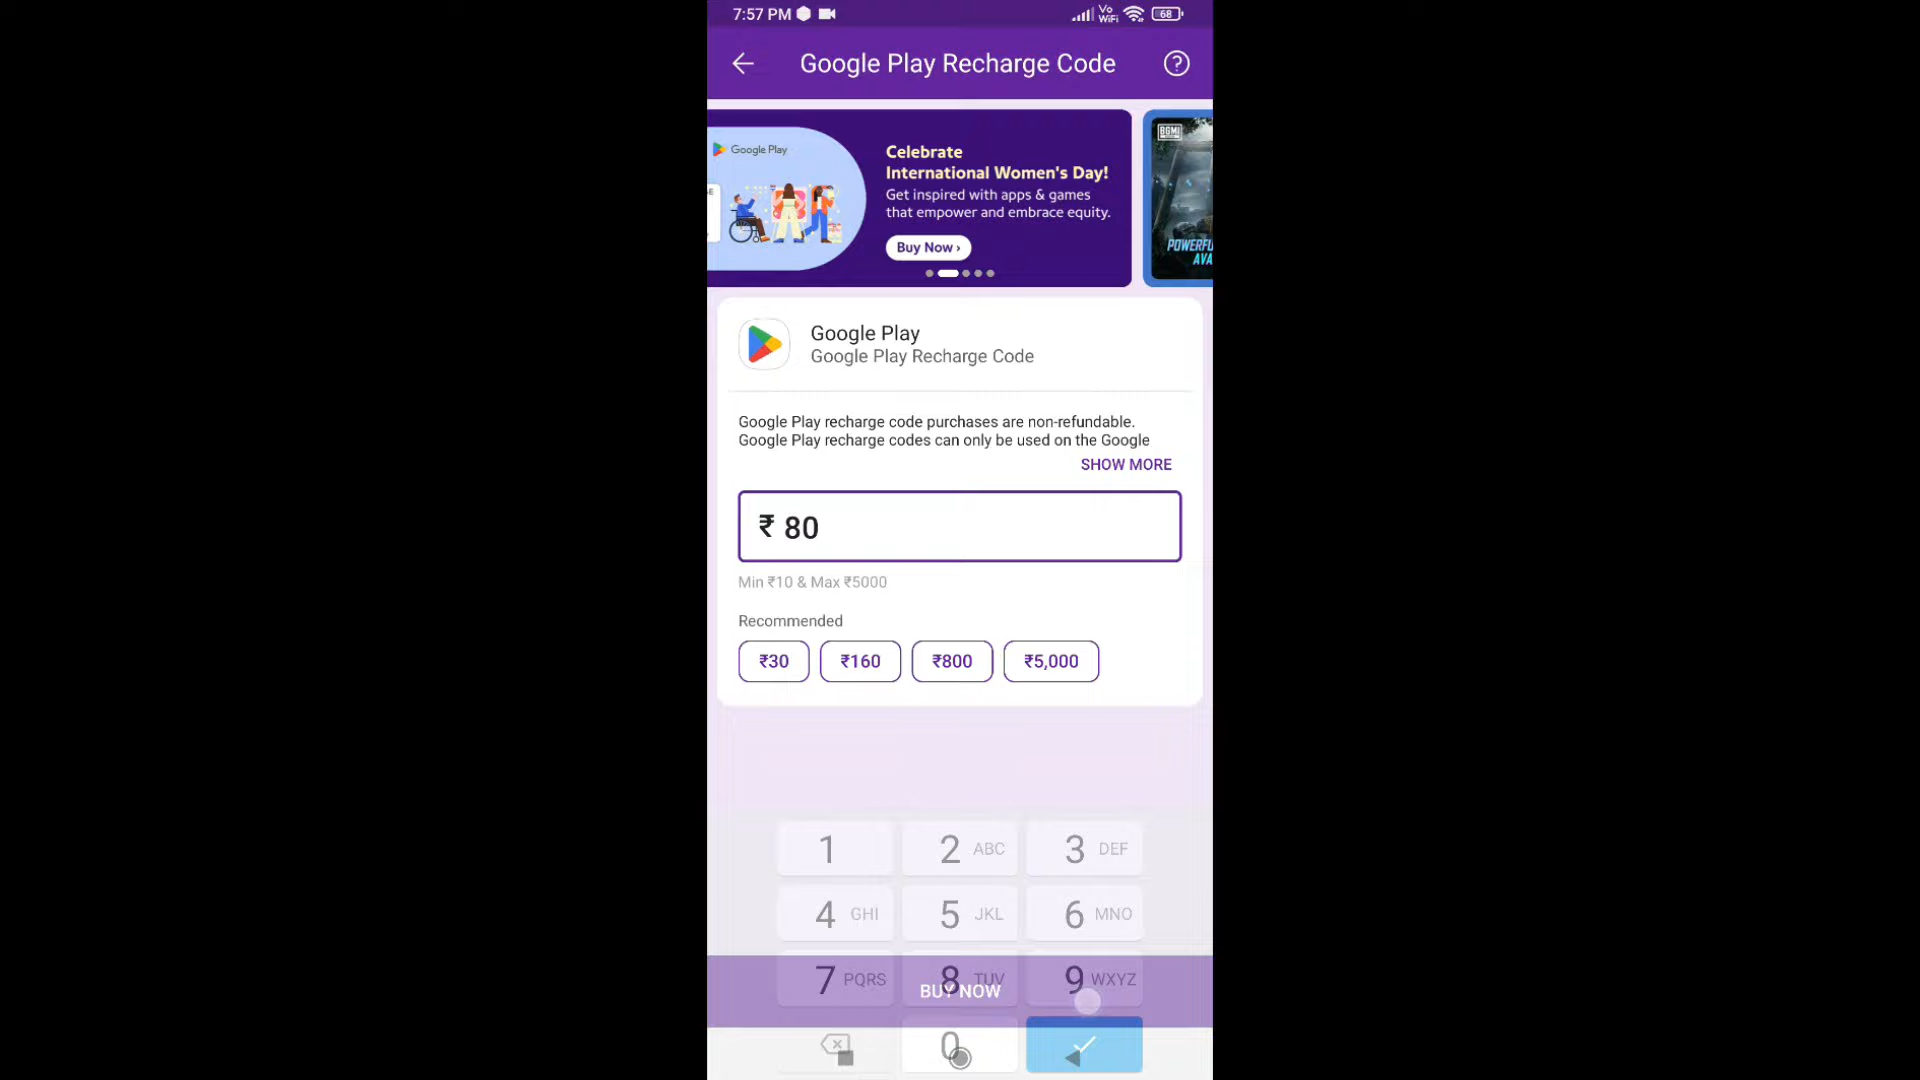 7:57 PM
Vo
WiFi
68
Google Play Recharge Code
?
Google Play
Celebrate
International Women's Day!
Get inspired with apps & games
that empower and embrace equity.
Buy Now ›
BGMI
POWERFU
AVA
Google Play
Google Play Recharge Code
Google Play recharge code purchases are non-refundable.
Google Play recharge codes can only be used on the Google
SHOW MORE
₹ 80
Min ₹10 & Max ₹5000
Recommended
₹30 ₹160 ₹800 ₹5,000
1 2 ABC 3 DEF
4 GHI 5 JKL 6 MNO
7 PQRS 8 TUV 9 WXYZ
BUY NOW
0